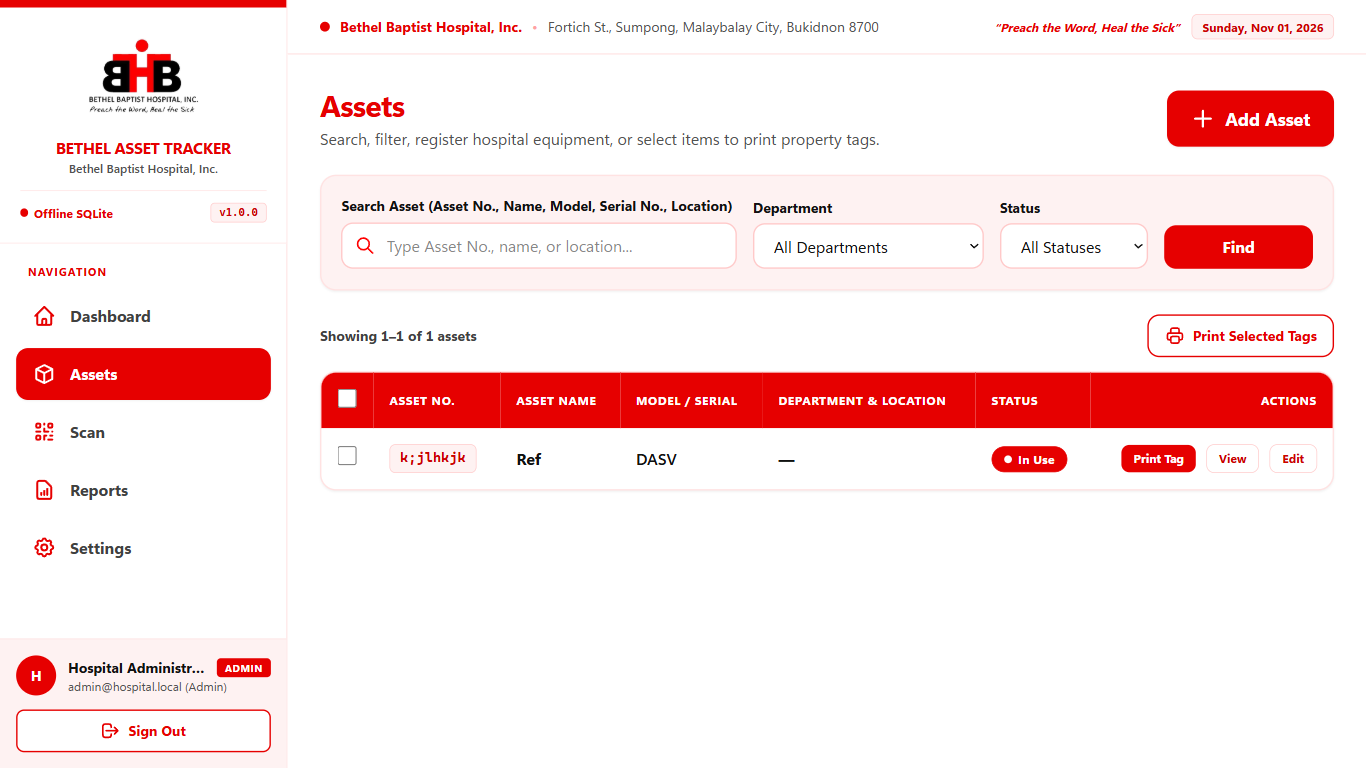 BHB
BETHEL BAPTIST HOSPITAL, INC.
Preach the Word, Heal the Sick
BETHEL ASSET TRACKER
Bethel Baptist Hospital, Inc.
Offline SQLite
v1.0.0
NAVIGATION
Dashboard
Assets
Scan
Reports
Settings
H
Hospital Administr...
ADMIN
admin@hospital.local (Admin)
Sign Out
Bethel Baptist Hospital, Inc. • Fortich St., Sumpong, Malaybalay City, Bukidnon 8700
“Preach the Word, Heal the Sick”
Sunday, Nov 01, 2026
Assets
Search, filter, register hospital equipment, or select items to print property tags.
Add Asset
Search Asset (Asset No., Name, Model, Serial No., Location)
Type Asset No., name, or location...
Department
All Departments
Status
All Statuses
Find
Showing 1–1 of 1 assets
Print Selected Tags
ASSET NO. ASSET NAME MODEL / SERIAL DEPARTMENT & LOCATION STATUS ACTIONS
k;jlhkjk Ref DASV — In Use Print Tag View Edit